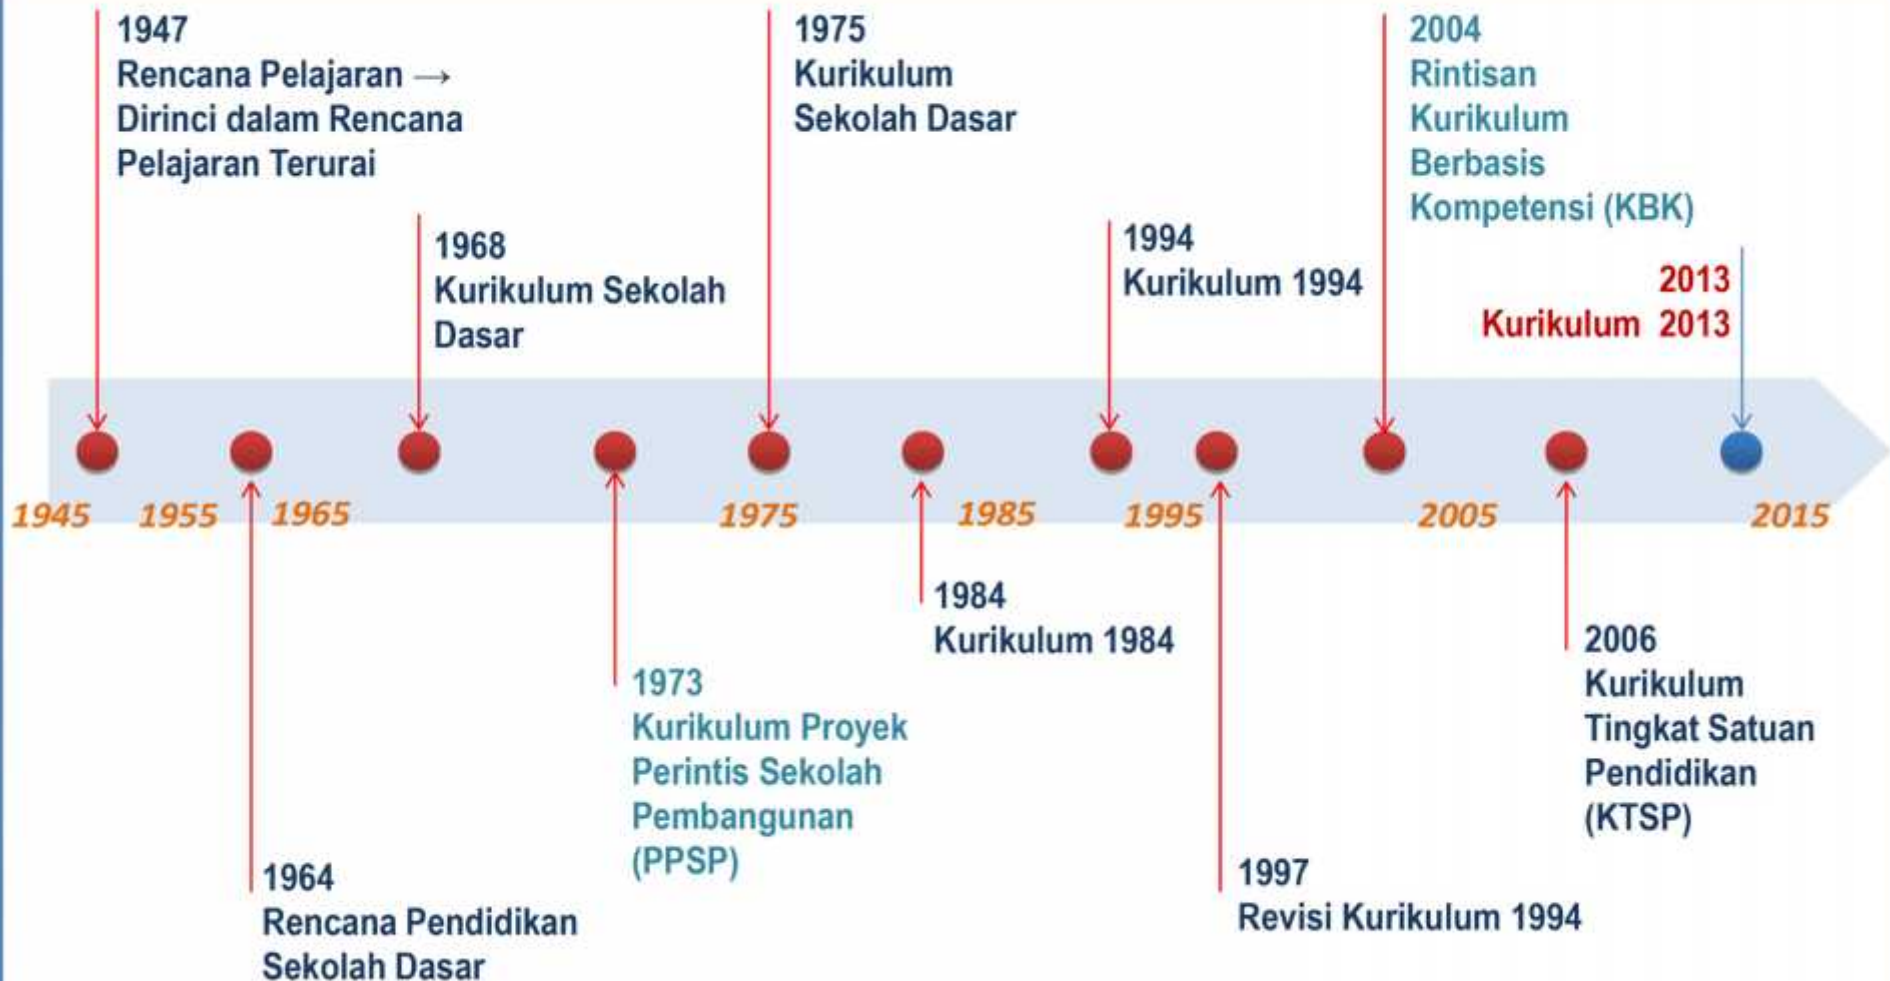 1947
Rencana Pelajaran →
Dirinci dalam Rencana
Pelajaran Terurai
1975
Kurikulum
Sekolah Dasar
2004
Rintisan
Kurikulum
Berbasis
Kompetensi (KBK)
1968
Kurikulum Sekolah
Dasar
1994
Kurikulum 1994
2013
Kurikulum 2013
1945
1955
1965
1975
1985
1995
2005
2015
1984
Kurikulum 1984
2006
Kurikulum
Tingkat Satuan
Pendidikan
(KTSP)
1973
Kurikulum Proyek
Perintis Sekolah
Pembangunan
(PPSP)
1964
Rencana Pendidikan
Sekolah Dasar
1997
Revisi Kurikulum 1994